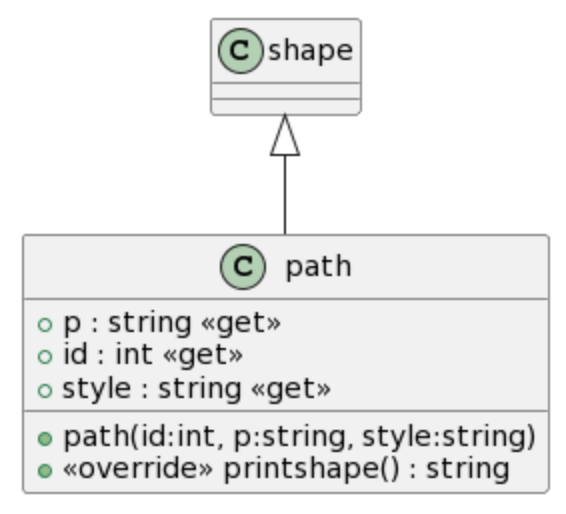 C shape
C path
p : string «get»
id : int «get»
style : string «get»
path(id:int, p:string, style:string)
«override» printshape() : string